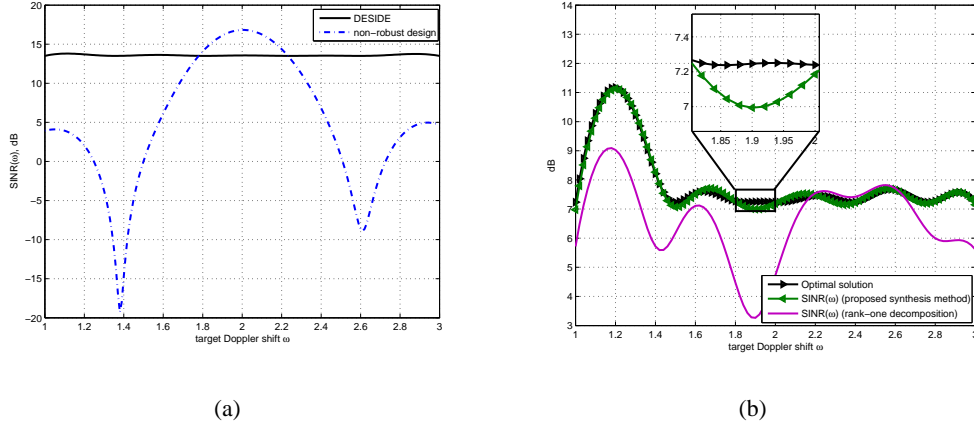 DESIDE
non−robust design
20
15
10
5
0
−5
−10
−15
−20
SINR(ω), dB
1 1.2 1.4 1.6 1.8 2 2.2 2.4 2.6 2.8 3
target Doppler shift ω
(a)
14
13
12
11
10
9
8
7
6
5
4
3
dB
7.4
7.2
7
1.85 1.9 1.95 2
Optimal solution
SINR(ω) (proposed synthesis method)
SINR(ω) (rank−one decomposition)
1 1.2 1.4 1.6 1.8 2 2.2 2.4 2.6 2.8 3
target Doppler shift ω
(b)